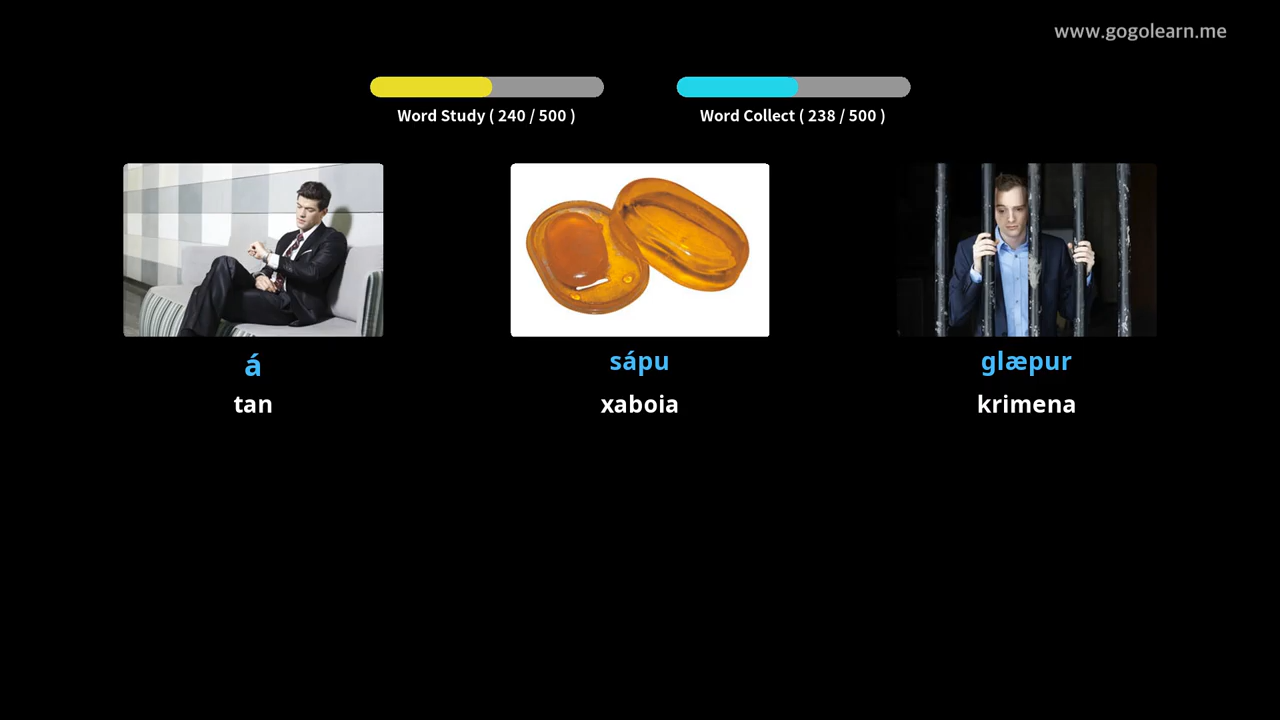 www.gogolearn.me
Word Study ( 240 / 500 )
Word Collect ( 238 / 500 )
á
sápu
glæpur
tan
xaboia
krimena